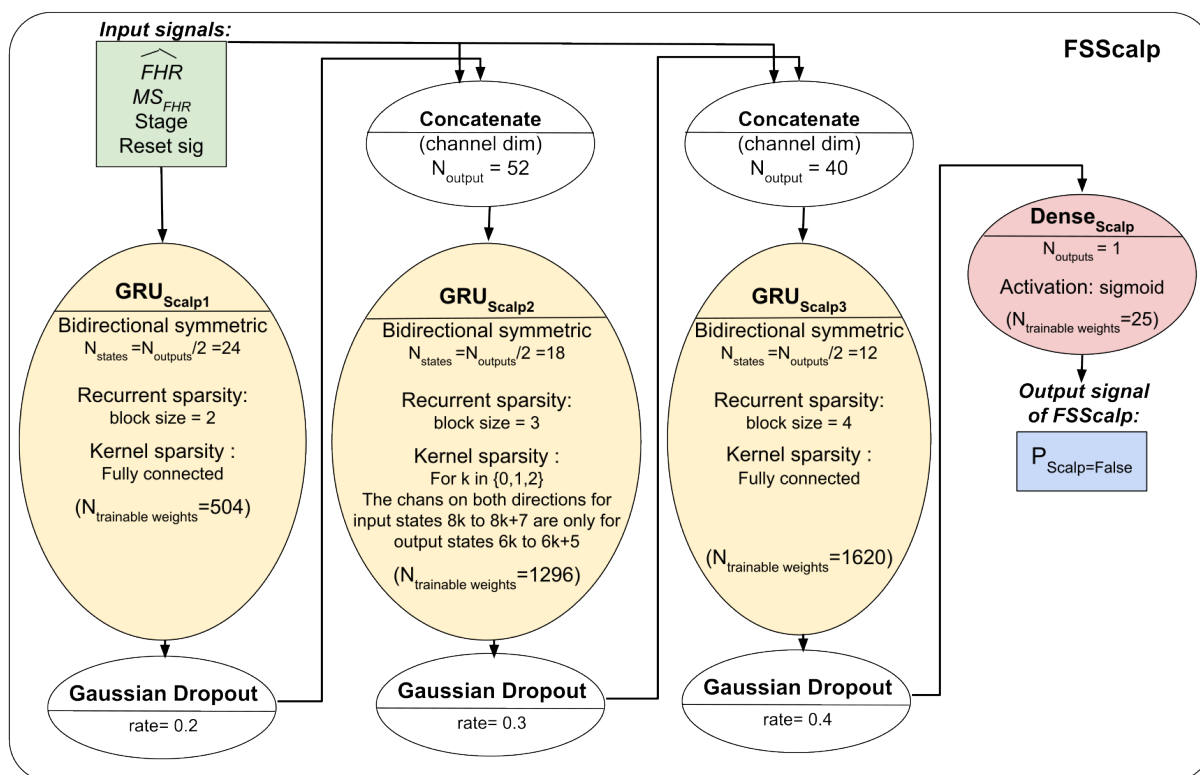 Input signals:
FSScalp
FHR
MS_FHR
Stage
Reset sig
Concatenate
(channel dim)
N_output = 52
Concatenate
(channel dim)
N_output = 40
GRU_Scalp1
Bidirectional symmetric
N_states =N_outputs/2 =24
Recurrent sparsity:
block size = 2
Kernel sparsity :
Fully connected
(N_trainable weights=504)
GRU_Scalp2
Bidirectional symmetric
N_states =N_outputs/2 =18
Recurrent sparsity:
block size = 3
Kernel sparsity :
For k in {0,1,2}
The chans on both directions for
input states 8k to 8k+7 are only for
output states 6k to 6k+5
(N_trainable weights=1296)
GRU_Scalp3
Bidirectional symmetric
N_states =N_outputs/2 =12
Recurrent sparsity:
block size = 4
Kernel sparsity :
Fully connected
(N_trainable weights=1620)
Dense_Scalp
N_outputs = 1
Activation: sigmoid
(N_trainable weights=25)
Output signal
of FSScalp:
P_Scalp=False
Gaussian Dropout
rate= 0.2
Gaussian Dropout
rate= 0.3
Gaussian Dropout
rate= 0.4